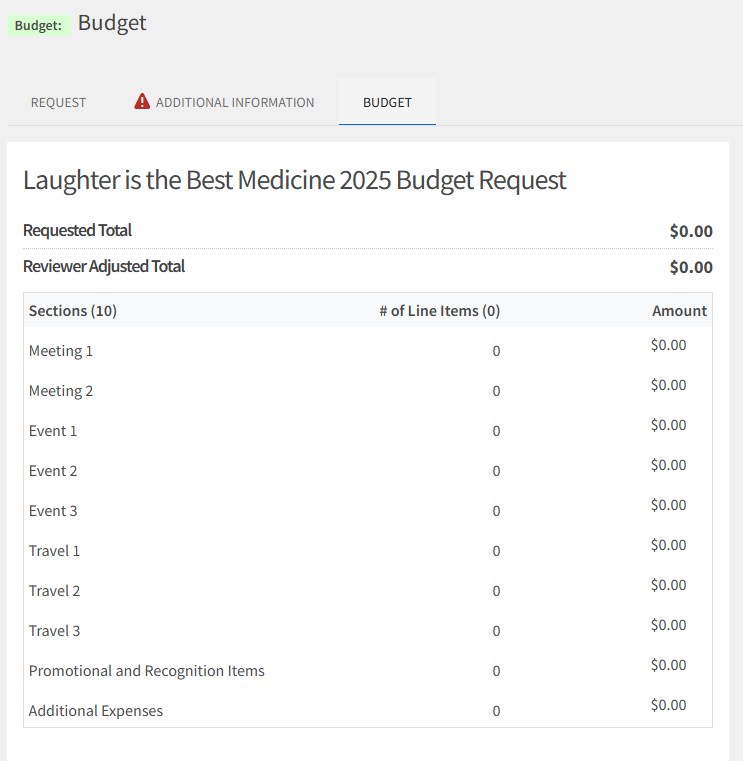 Budget: Budget
REQUEST ADDITIONAL INFORMATION BUDGET
Laughter is the Best Medicine 2025 Budget Request
Requested Total $0.00
Reviewer Adjusted Total $0.00
Sections (10) # of Line Items (0) Amount
Meeting 1 0 $0.00
Meeting 2 0 $0.00
Event 1 0 $0.00
Event 2 0 $0.00
Event 3 0 $0.00
Travel 1 0 $0.00
Travel 2 0 $0.00
Travel 3 0 $0.00
Promotional and Recognition Items 0 $0.00
Additional Expenses 0 $0.00